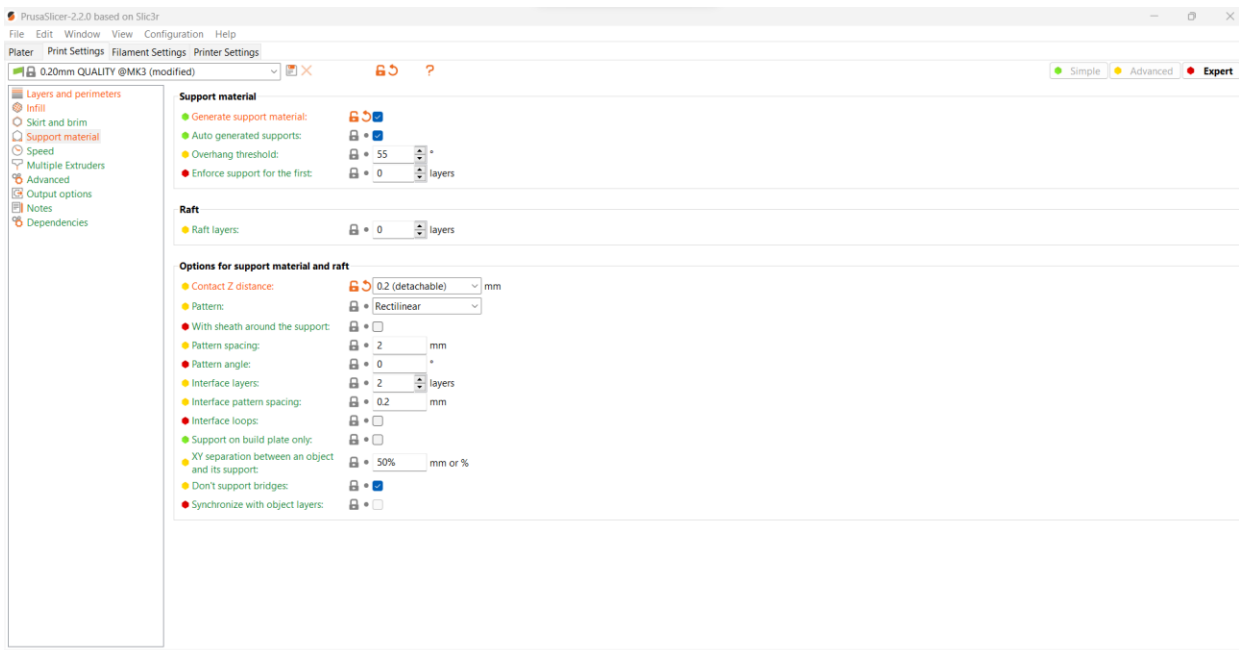 PrusaSlicer-2.2.0 based on Slic3r
File Edit Window View Configuration Help
Plater Print Settings Filament Settings Printer Settings
0.20mm QUALITY @MK3 (modified) ? Simple Advanced Expert
Layers and perimeters
Infill
Skirt and brim
Support material
Speed
Multiple Extruders
Advanced
Output options
Notes
Dependencies
Support material
Generate support material:
Auto generated supports:
Overhang threshold: 55 °
Enforce support for the first: 0 layers
Raft
Raft layers: 0 layers
Options for support material and raft
Contact Z distance: 0.2 (detachable) mm
Pattern: Rectilinear
With sheath around the support:
Pattern spacing: 2 mm
Pattern angle: 0 °
Interface layers: 2 layers
Interface pattern spacing: 0.2 mm
Interface loops:
Support on build plate only:
XY separation between an object
and its support: 50% mm or %
Don't support bridges:
Synchronize with object layers: